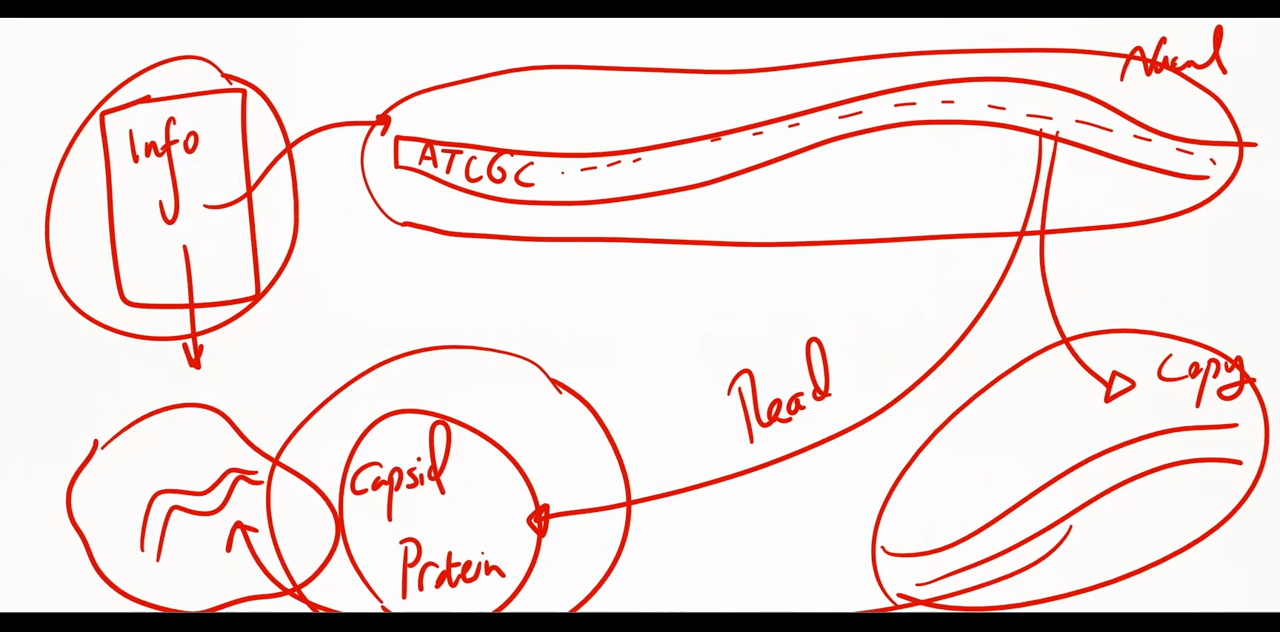 Info
ATCGC
Copy
Read
Capsid
Protein